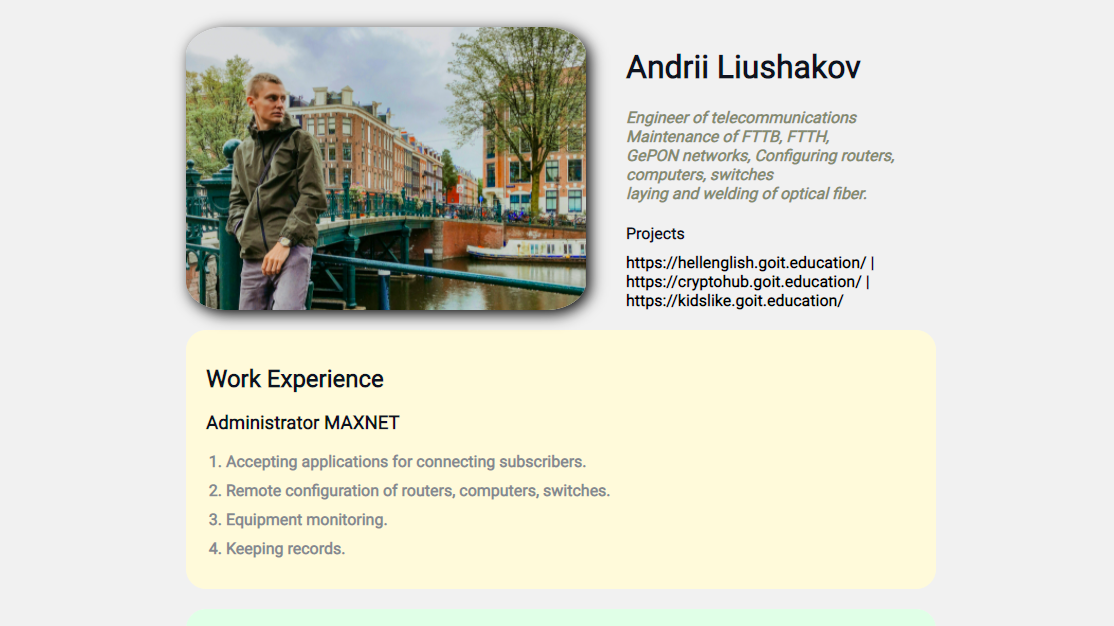 Andrii Liushakov
Engineer of telecommunications
Maintenance of FTTB, FTTH,
GePON networks, Configuring routers,
computers, switches
laying and welding of optical fiber.
Projects
https://hellenglish.goit.education/ |
https://cryptohub.goit.education/ |
https://kidslike.goit.education/
Work Experience
Administrator MAXNET
1. Accepting applications for connecting subscribers.
2. Remote configuration of routers, computers, switches.
3. Equipment monitoring.
4. Keeping records.